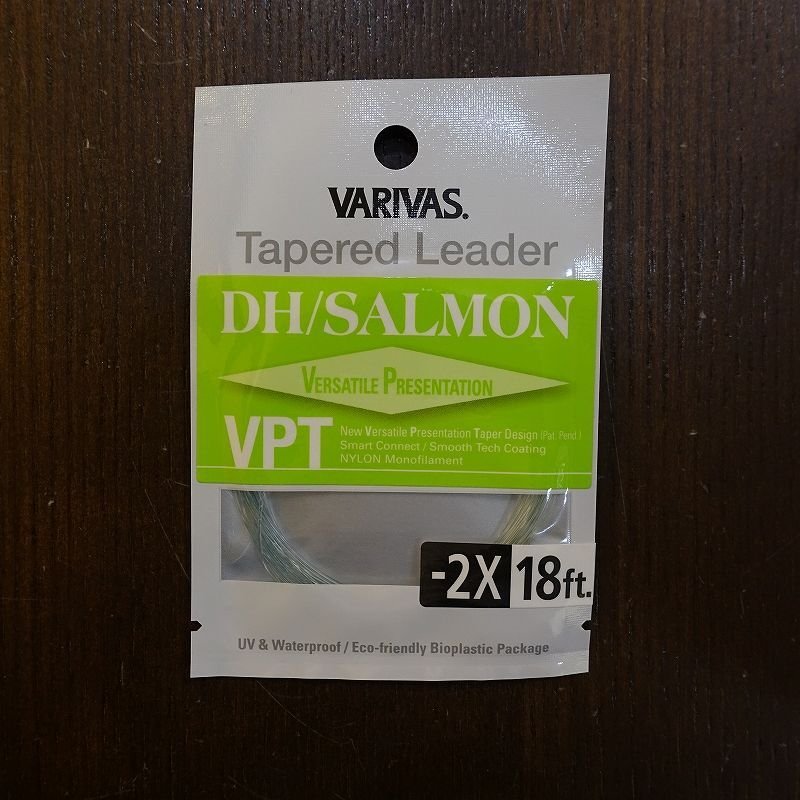 VARIVAS.
Tapered Leader
DH/SALMON
VERSATILE PRESENTATION
VPT
New Versatile Presentation Taper Design (Pat. Pend.)
Smart Connect / Smooth Tech Coating
NYLON Monofilament
-2X 18ft.
UV & Waterproof / Eco-friendly Bioplastic Package